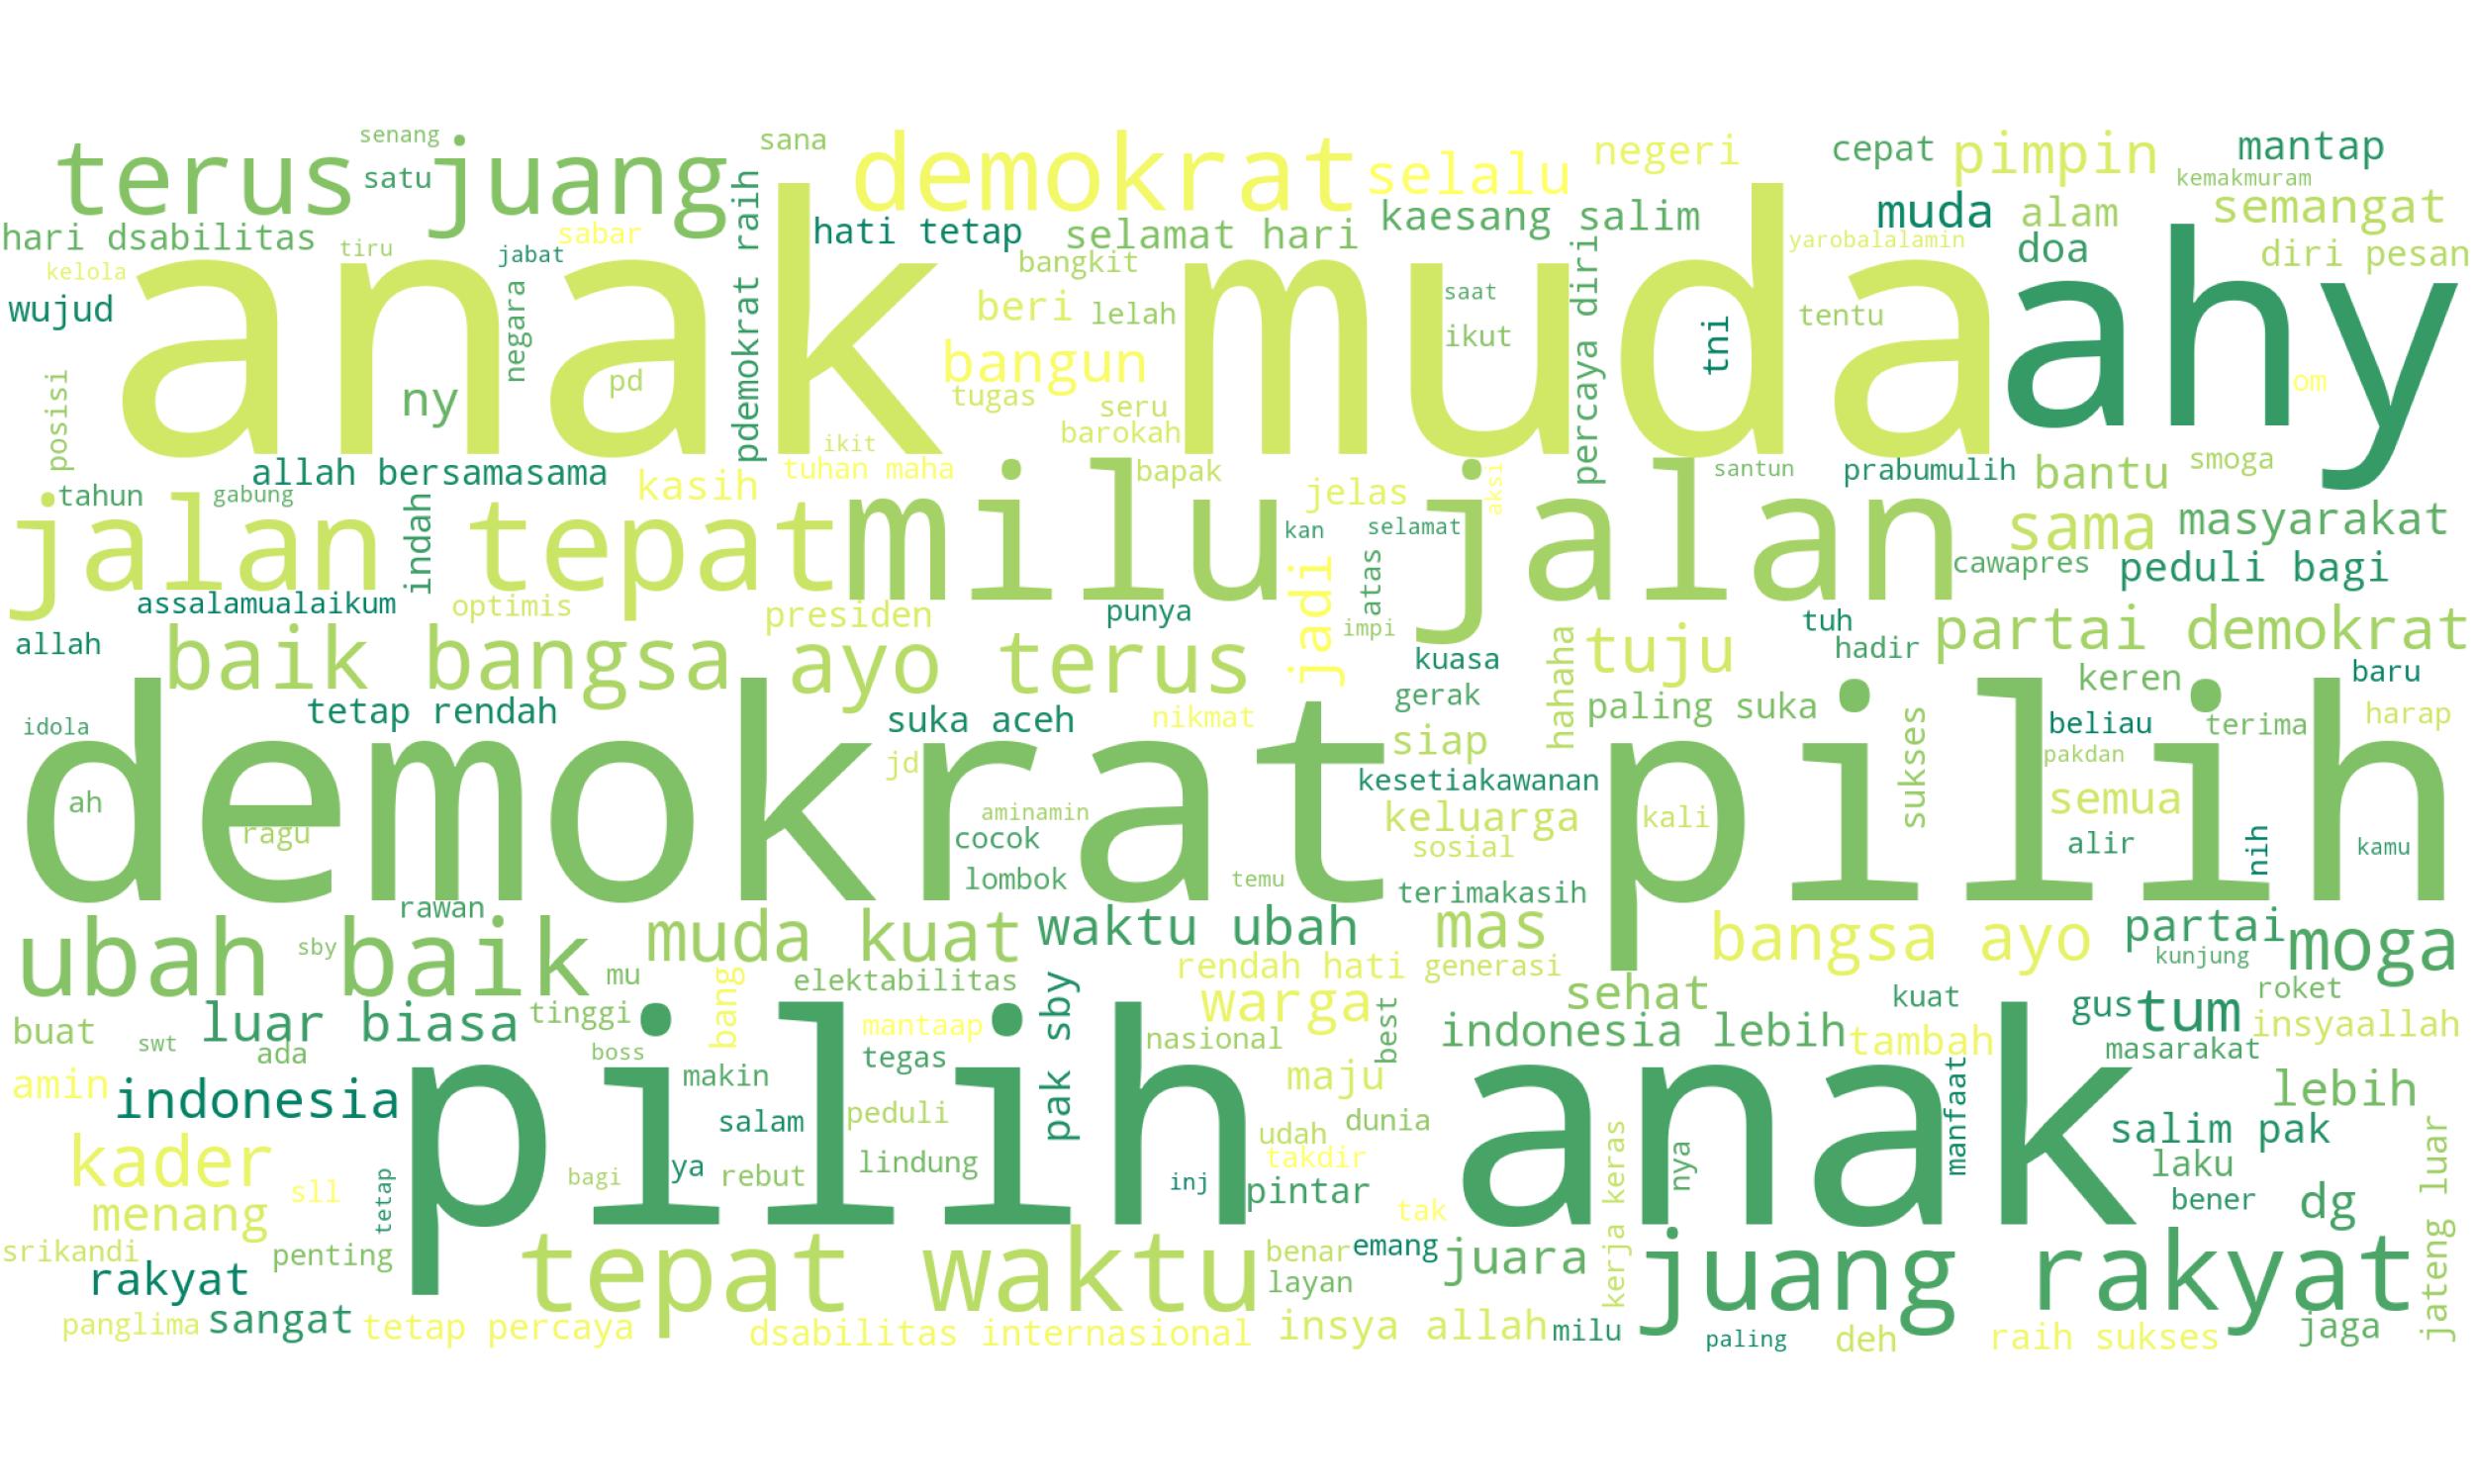 senang
sana
terus juang
demokrat
selalu
negeri
cepat
pimpin
mantap
satu
kemakmuram
pdemokrat raih
muda
alam
semangat
hari dsabilitas
tiru
jabat
sabar
hati tetap
selamat hari
kaesang salim
yarobalalamin
doa
diri pesan
kelola
bangkit
percaya diri
anak muda
ahy
wujud
negara
beri
lelah
saat
ikut
tni
tentu
posisi
ny
pd
bangun
tugas
seru
barokah
om
ikit
allah bersamasama
kasih
tuhan maha
bapak
jelas
aksi
santun
prabumulih
bantu
smoga
tahun
gabung
indah
jalan tepat
milu jalan
kan
selamat
sama
masyarakat
cawapres
peduli bagi
jadi
atas
assalamualaikum
optimis
presiden
punya
impi
tuh
hadir
partai demokrat
allah
baik bangsa
ayo terus
kuasa
hahaha
tuju
keren
baru
gerak
idola
tetap rendah
suka aceh
nikmat
siap
paling suka
sukses
beliau
terima
harap
demokrat pilih
jd
kesetiakawanan
pakdan
ah
ragu
aminamin
cocok
keluarga
kali
semua
sosial
alir
nih
kamu
lombok
temu
terimakasih
rawan
ubah baik
sby
muda kuat
waktu ubah
mas
bangsa ayo
partai
moga
kunjung
mu
bang
elektabilitas
pak sby
rendah hati
generasi
sehat
kuat
gus
tum
roket
buat
swt
luar biasa
ada
tinggi
boss
mantaap
tegas
warga
nasional
best
indonesia lebih
tambah
insyaallah
masarakat
amin
indonesia
pilih anak
makin
salam
peduli
maju
dunia
manfaat
lebih
kader
udah
takdir
salim pak
jateng luar
tetap
bagi
ya
rebut
lindung
inj
pintar
kerja keras
nya
laku
bener
dg
sll
menang
tak
srikandi
penting
tepat waktu
benar
emang
juara
juang rakyat
rakyat
layan
panglima
sangat
tetap percaya
dsabilitas internasional
insya allah
milu
paling
deh
raih sukses
jaga